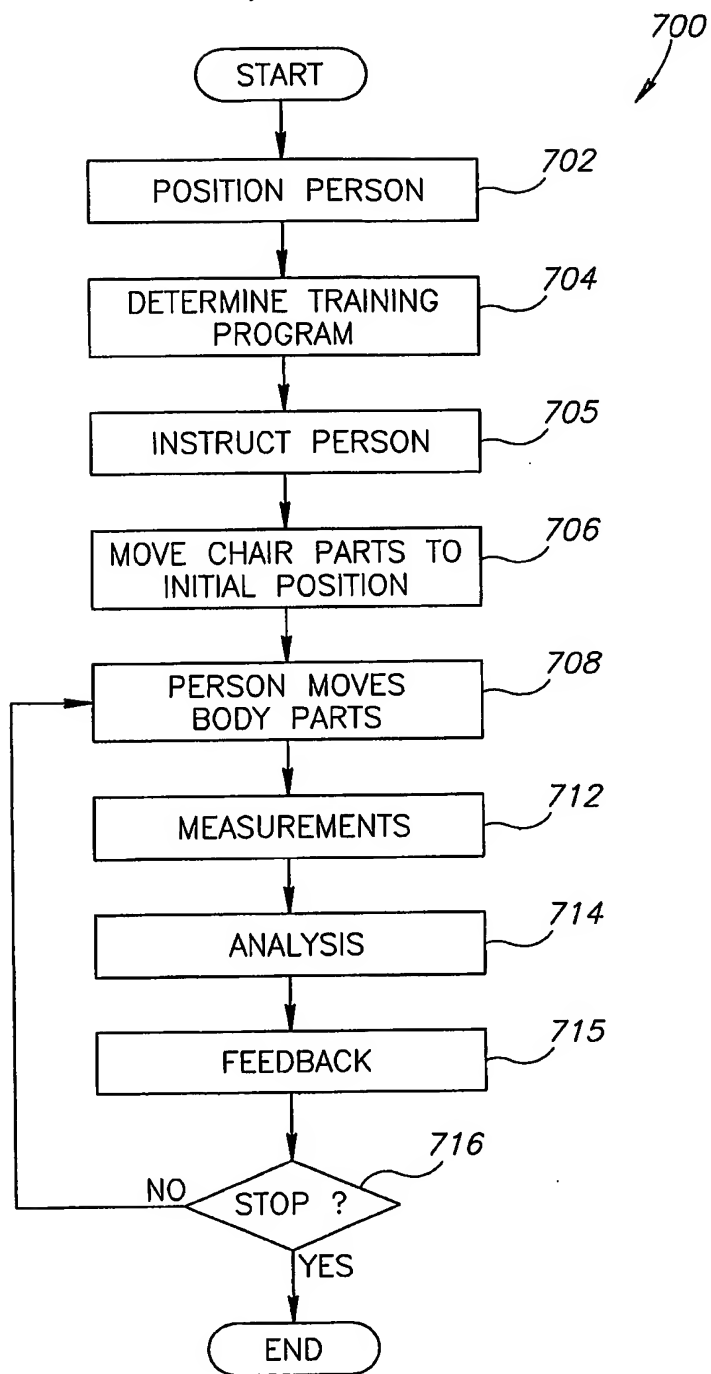 700
START
POSITION PERSON
702
DETERMINE TRAINING
PROGRAM
704
INSTRUCT PERSON
705
MOVE CHAIR PARTS TO
INITIAL POSITION
706
PERSON MOVES
BODY PARTS
708
MEASUREMENTS
712
ANALYSIS
714
FEEDBACK
715
STOP ?
716
NO
YES
END